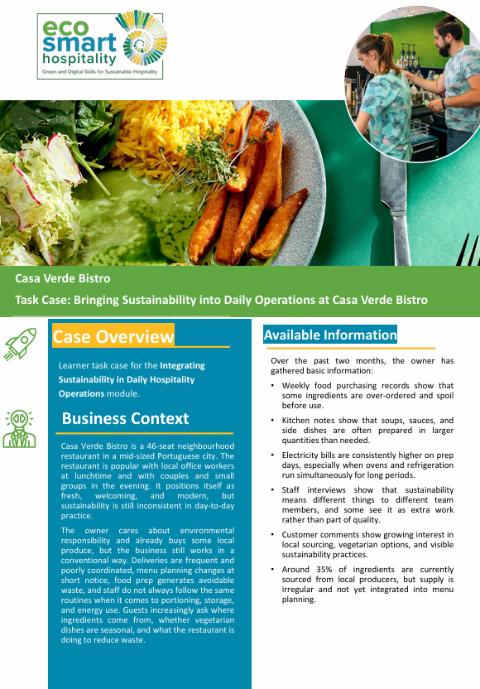 eco
smart
hospitality
Green and Digital Skills for Sustainable Hospitality
Casa Verde Bistro
Task Case: Bringing Sustainability into Daily Operations at Casa Verde Bistro
Case Overview
Learner task case for the Integrating
Sustainability in Daily Hospitality
Operations module.
Business Context
Casa Verde Bistro is a 46-seat neighbourhood
restaurant in a mid-sized Portuguese city. The
restaurant is popular with local office workers
at lunchtime and with couples and small
groups in the evening. It positions itself as
fresh, welcoming, and modern, but
sustainability is still inconsistent in day-to-day
practice.
The owner cares about environmental
responsibility and already buys some local
produce, but the business still works in a
conventional way. Deliveries are frequent and
poorly coordinated, menu planning changes at
short notice, food prep generates avoidable
waste, and staff do not always follow the same
routines when it comes to portioning, storage,
and energy use. Guests increasingly ask where
ingredients come from, whether vegetarian
dishes are seasonal, and what the restaurant is
doing to reduce waste.
Available Information
Over the past two months, the owner has
gathered basic information:
• Weekly food purchasing records show that
some ingredients are over-ordered and spoil
before use.
• Kitchen notes show that soups, sauces, and
side dishes are often prepared in larger
quantities than needed.
• Electricity bills are consistently higher on prep
days, especially when ovens and refrigeration
run simultaneously for long periods.
• Staff interviews show that sustainability
means different things to different team
members, and some see it as extra work
rather than part of quality.
• Customer comments show growing interest in
local sourcing, vegetarian options, and visible
sustainability practices.
• Around 35% of ingredients are currently
sourced from local producers, but supply is
irregular and not yet integrated into menu
planning.